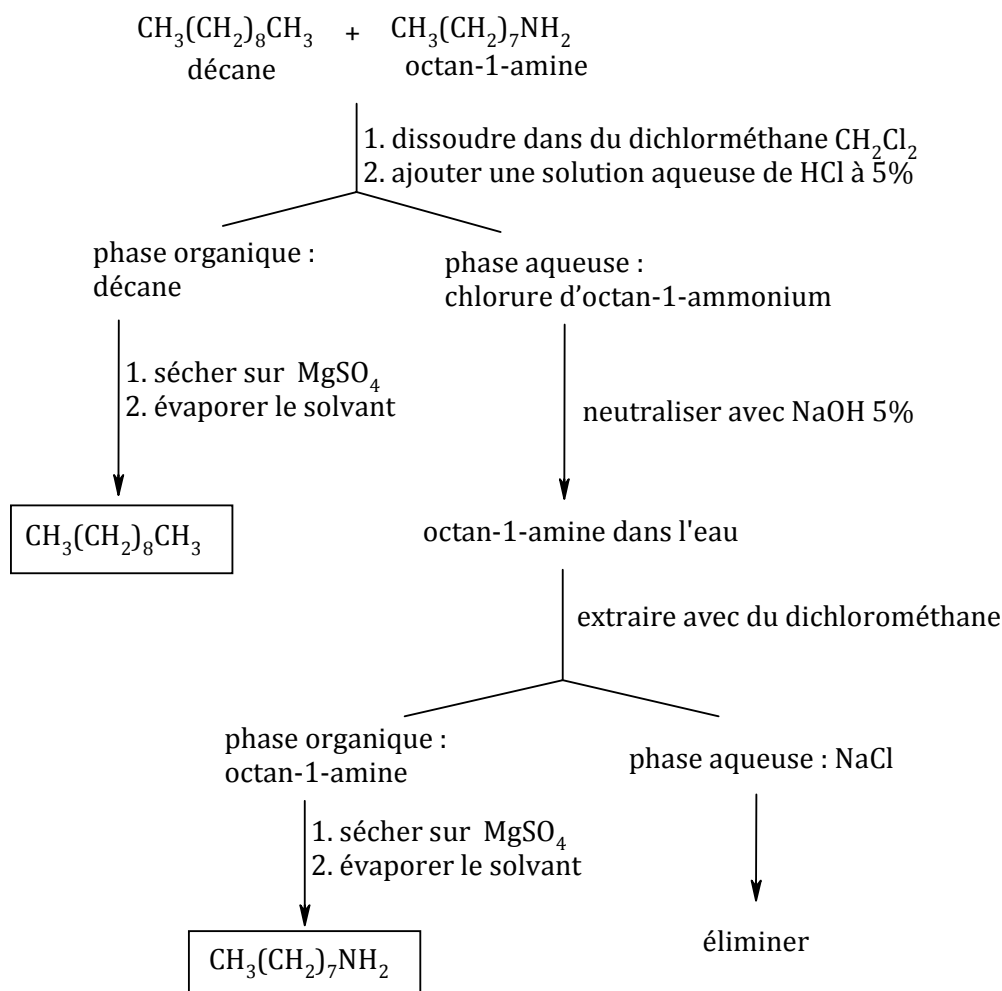 CH₃(CH₂)₈CH₃ + CH₃(CH₂)₇NH₂
décane octan-1-amine
1. dissoudre dans du dichlorméthane CH₂Cl₂
2. ajouter une solution aqueuse de HCl à 5%
phase organique :
décane
phase aqueuse :
chlorure d’octan-1-ammonium
1. sécher sur MgSO₄
2. évaporer le solvant
neutraliser avec NaOH 5%
CH₃(CH₂)₈CH₃
octan-1-amine dans l'eau
extraire avec du dichlorométhane
phase organique :
octan-1-amine
phase aqueuse : NaCl
1. sécher sur MgSO₄
2. évaporer le solvant
éliminer
CH₃(CH₂)₇NH₂